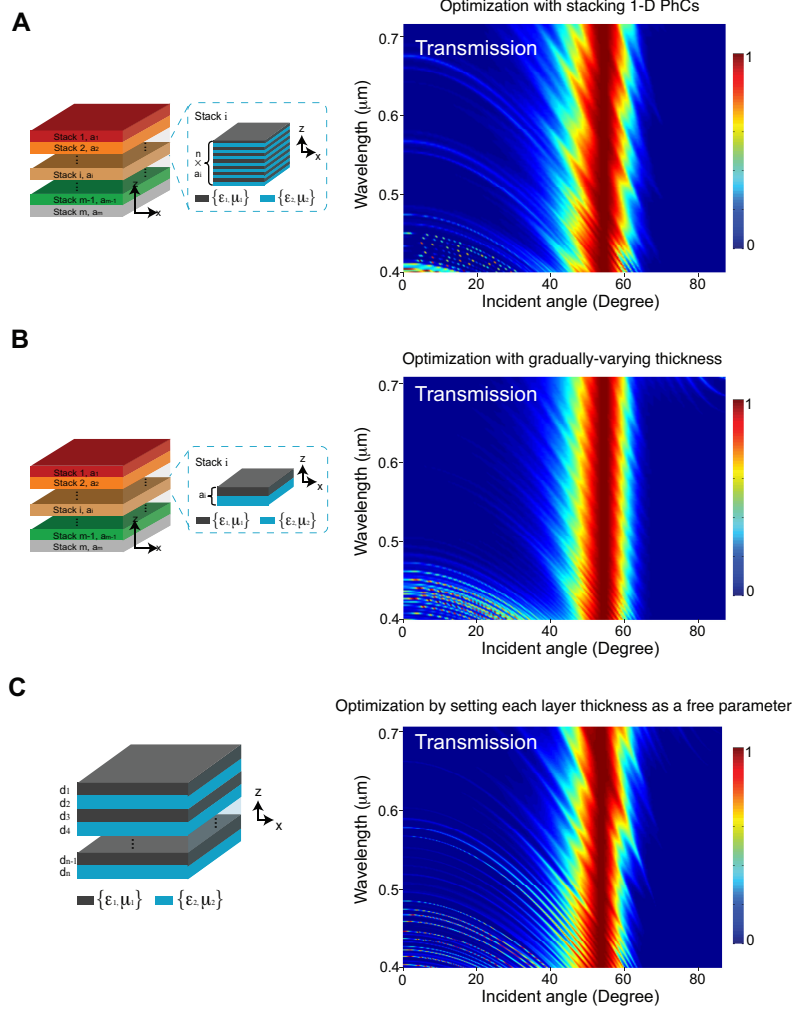 Optimization with stacking 1-D PhCs
A
Transmission
Wavelength (μm)
0.7
0.6
0.5
0.4
0
20
40
60
80
Incident angle (Degree)
1
0
Stack 1, a1
Stack 2, a2
⋮
Stack i, ai
⋮
Stack m-1, am-1
Stack m, am
z
x
Stack i
n
×
ai
z
x
{ε1, μ1} {ε2, μ2}
B
Optimization with gradually-varying thickness
Transmission
Wavelength (μm)
0.7
0.6
0.5
0.4
0
20
40
60
80
Incident angle (Degree)
1
0
Stack 1, a1
Stack 2, a2
⋮
Stack i, ai
⋮
Stack m-1, am-1
Stack m, am
z
x
Stack i
ai
z
x
{ε1, μ1} {ε2, μ2}
C
Optimization by setting each layer thickness as a free parameter
Transmission
Wavelength (μm)
0.7
0.6
0.5
0.4
0
20
40
60
80
Incident angle (Degree)
1
0
d1
d2
d3
d4
⋮
dn-1
dn
z
x
{ε1, μ1} {ε2, μ2}